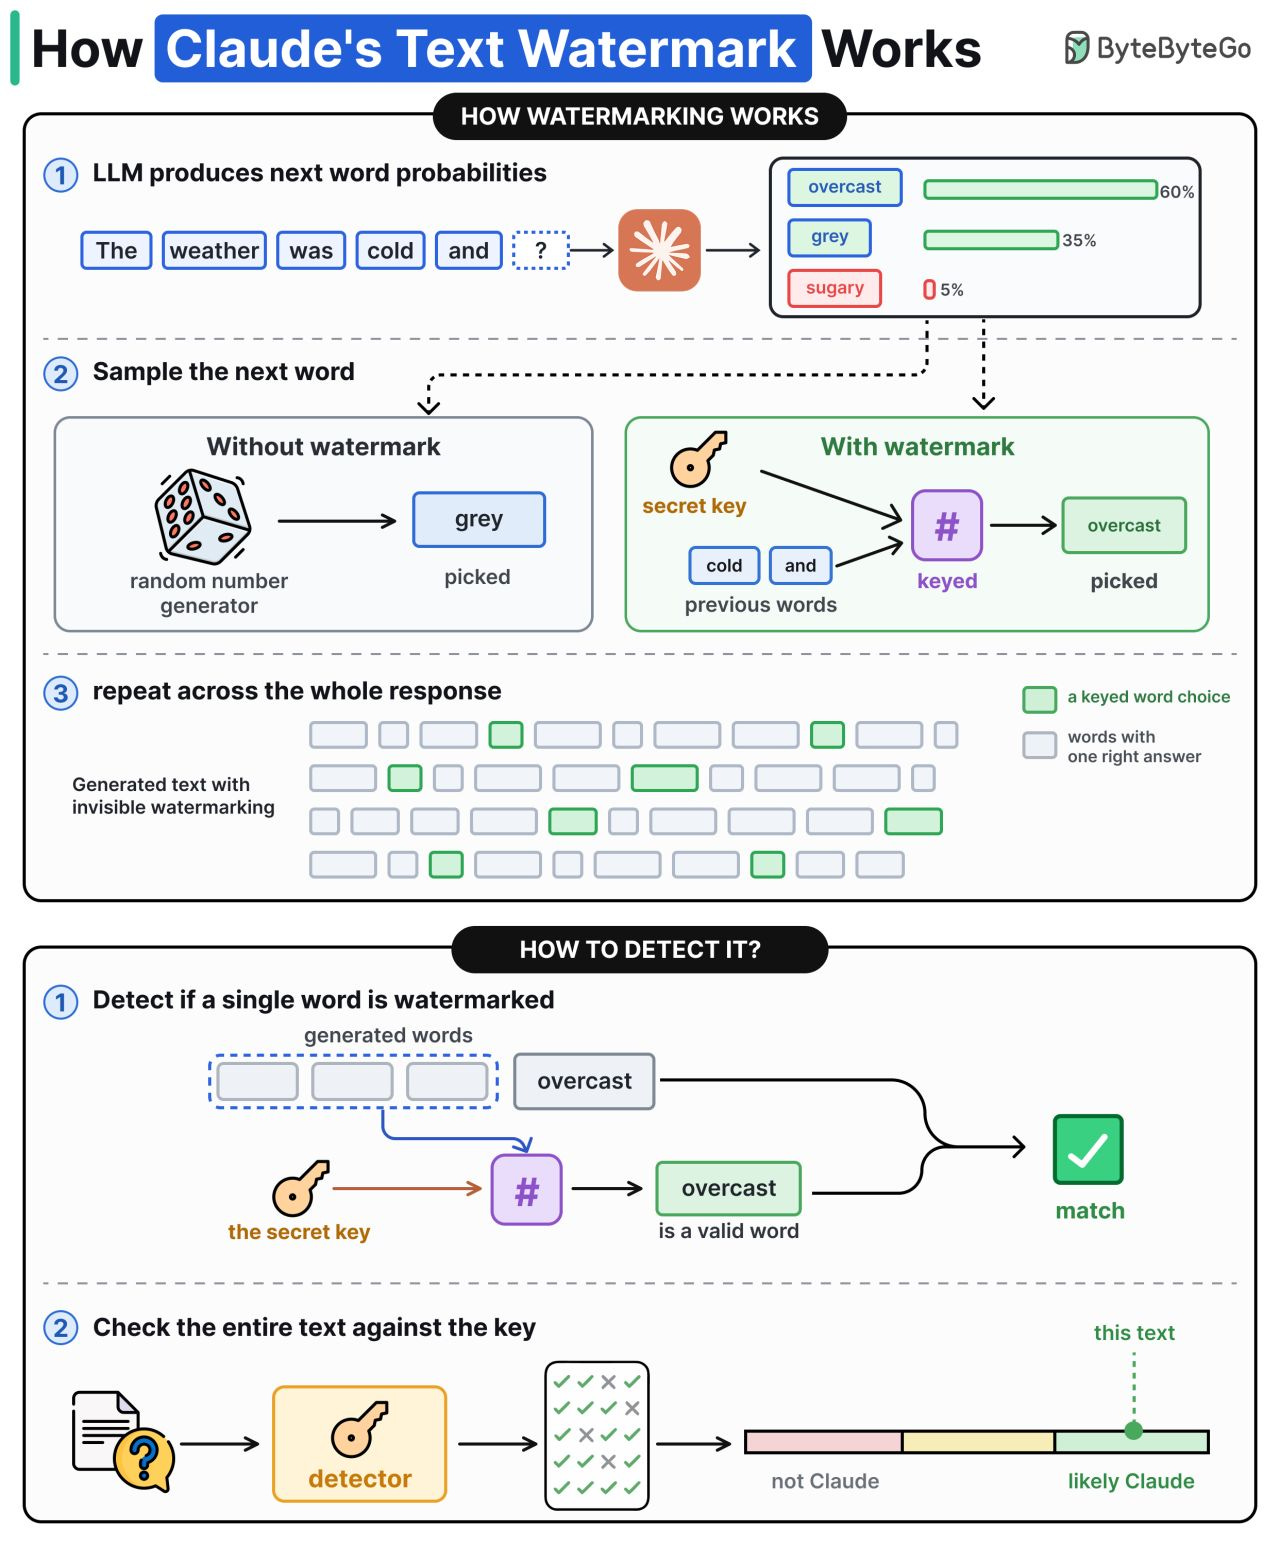 How Claude's Text Watermark Works
ByteByteGo
HOW WATERMARKING WORKS
1 LLM produces next word probabilities
The weather was cold and ?
overcast 60%
grey 35%
sugary 5%
2 Sample the next word
Without watermark
random number
generator
grey
picked
With watermark
secret key
cold and
previous words
#
keyed
overcast
picked
3 repeat across the whole response
a keyed word choice
words with
one right answer
Generated text with
invisible watermarking
HOW TO DETECT IT?
1 Detect if a single word is watermarked
generated words
overcast
the secret key
#
overcast
is a valid word
match
2 Check the entire text against the key
this text
?
detector
not Claude
likely Claude